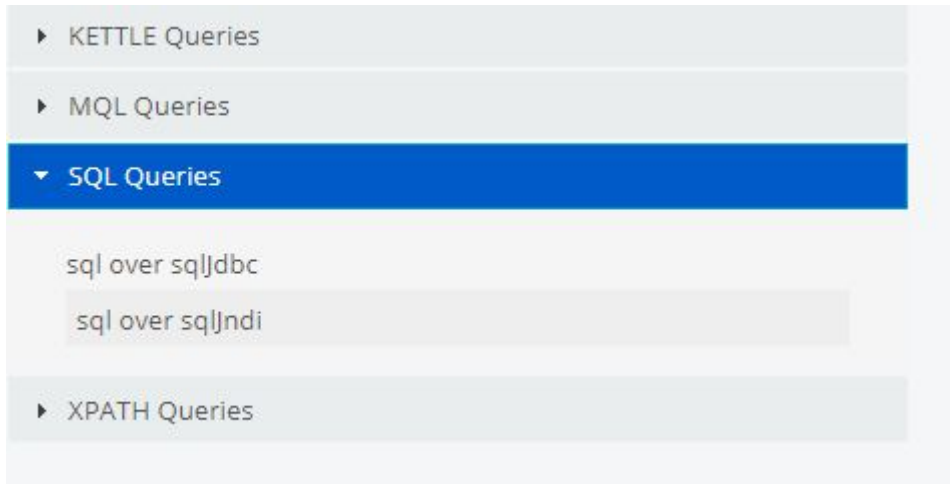 KETTLE Queries
MQL Queries
SQL Queries
sql over sqlJdbc
sql over sqlJndi
XPATH Queries